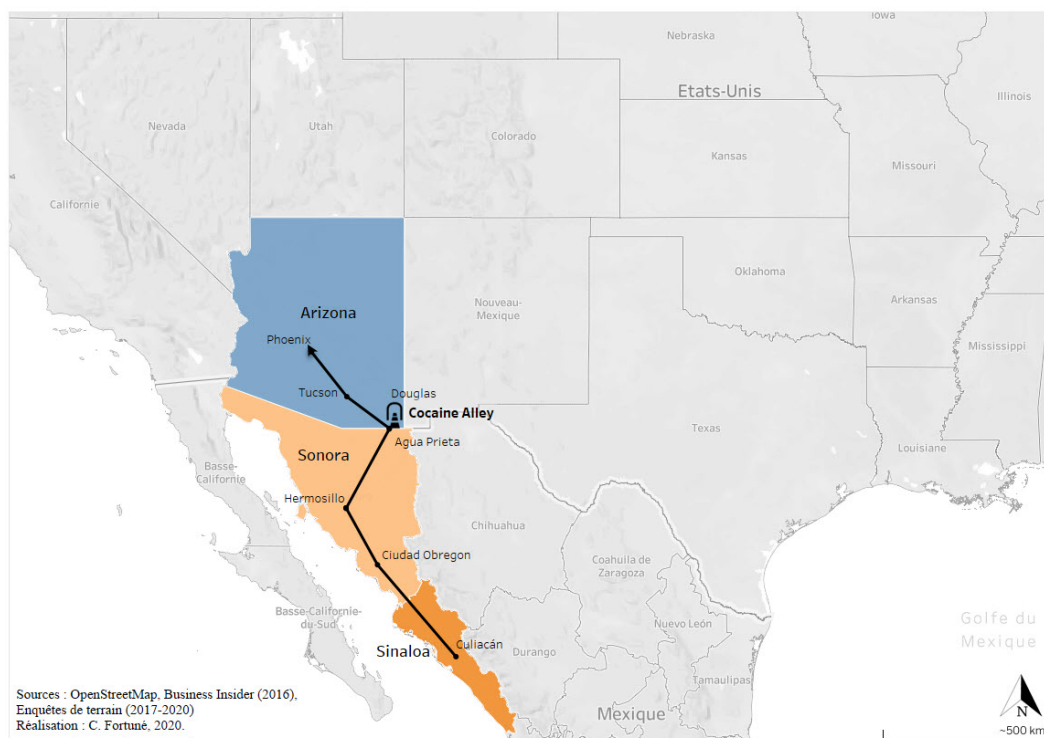 Iowa
Nebraska
Etats-Unis
Illinois
Nevada
Utah
Colorado
Kansas
Missouri
Californie
Oklahoma
Arkansas
Nouveau-
Mexique
Arizona
Phoenix
Mississippi
Tucson
Douglas
Cocaine Alley
Agua Prieta
Texas
Louisiane
Sonora
Basse-
Californie
Hermosillo
Chihuahua
Ciudad Obregon
Coahuila de
Zaragoza
Basse-Californie-
du-Sud
Nuevo León
Golfe du
Mexique
Sinaloa
Culiacán
Durango
Tamaulipas
Mexique
Sources : OpenStreetMap, Business Insider (2016),
Enquêtes de terrain (2017-2020)
Réalisation : C. Fortuné, 2020.
N
~500 km